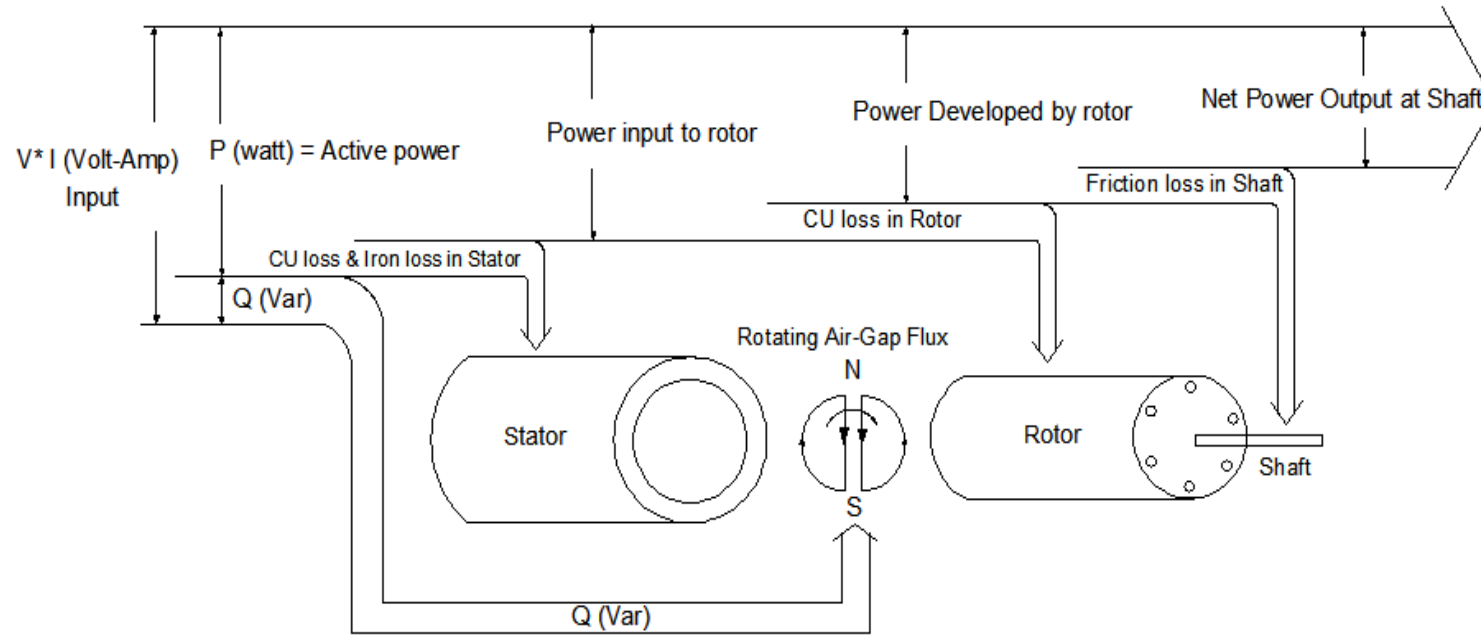 V* I (Volt-Amp)
Input
P (watt) = Active power
Power input to rotor
Power Developed by rotor
Net Power Output at Shaft
Friction loss in Shaft
CU loss in Rotor
CU loss & Iron loss in Stator
Q (Var)
Rotating Air-Gap Flux
N
Stator
Rotor
Shaft
S
Q (Var)